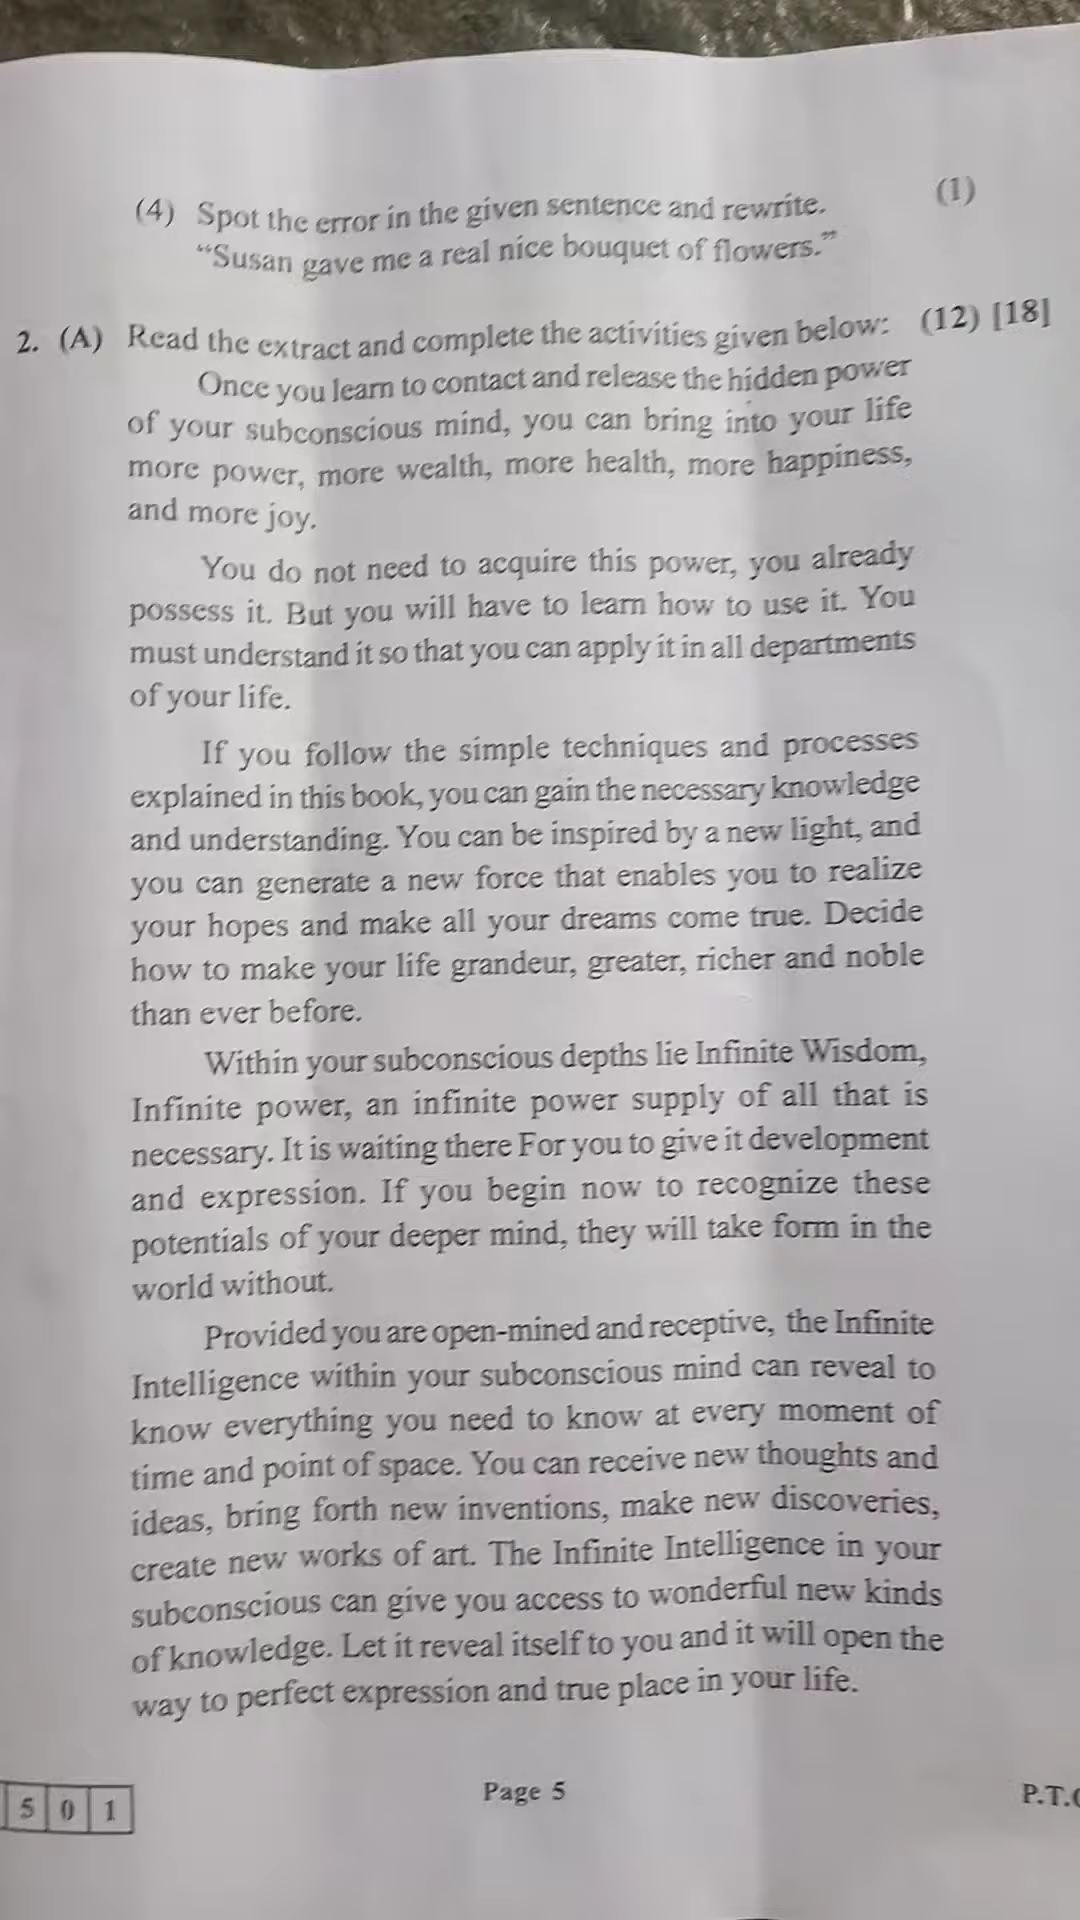 (4) Spot the error in the given sentence and rewrite. (1)
“Susan gave me a real nice bouquet of flowers.”
2. (A) Read the extract and complete the activities given below: (12) [18]
Once you learn to contact and release the hidden power
of your subconscious mind, you can bring into your life
more power, more wealth, more health, more happiness,
and more joy.
You do not need to acquire this power, you already
possess it. But you will have to learn how to use it. You
must understand it so that you can apply it in all departments
of your life.
If you follow the simple techniques and processes
explained in this book, you can gain the necessary knowledge
and understanding. You can be inspired by a new light, and
you can generate a new force that enables you to realize
your hopes and make all your dreams come true. Decide
how to make your life grandeur, greater, richer and noble
than ever before.
Within your subconscious depths lie Infinite Wisdom,
Infinite power, an infinite power supply of all that is
necessary. It is waiting there For you to give it development
and expression. If you begin now to recognize these
potentials of your deeper mind, they will take form in the
world without.
Provided you are open-mined and receptive, the Infinite
Intelligence within your subconscious mind can reveal to
know everything you need to know at every moment of
time and point of space. You can receive new thoughts and
ideas, bring forth new inventions, make new discoveries,
create new works of art. The Infinite Intelligence in your
subconscious can give you access to wonderful new kinds
of knowledge. Let it reveal itself to you and it will open the
way to perfect expression and true place in your life.
5 0 1 Page 5 P.T.